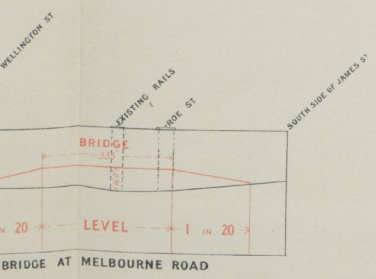 WELLINGTON ST
EXISTING RAILS
ROE ST.
SOUTH SIDE OF JAMES ST
BRIDGE
IN 20
LEVEL
1 IN 20
BRIDGE AT MELBOURNE ROAD